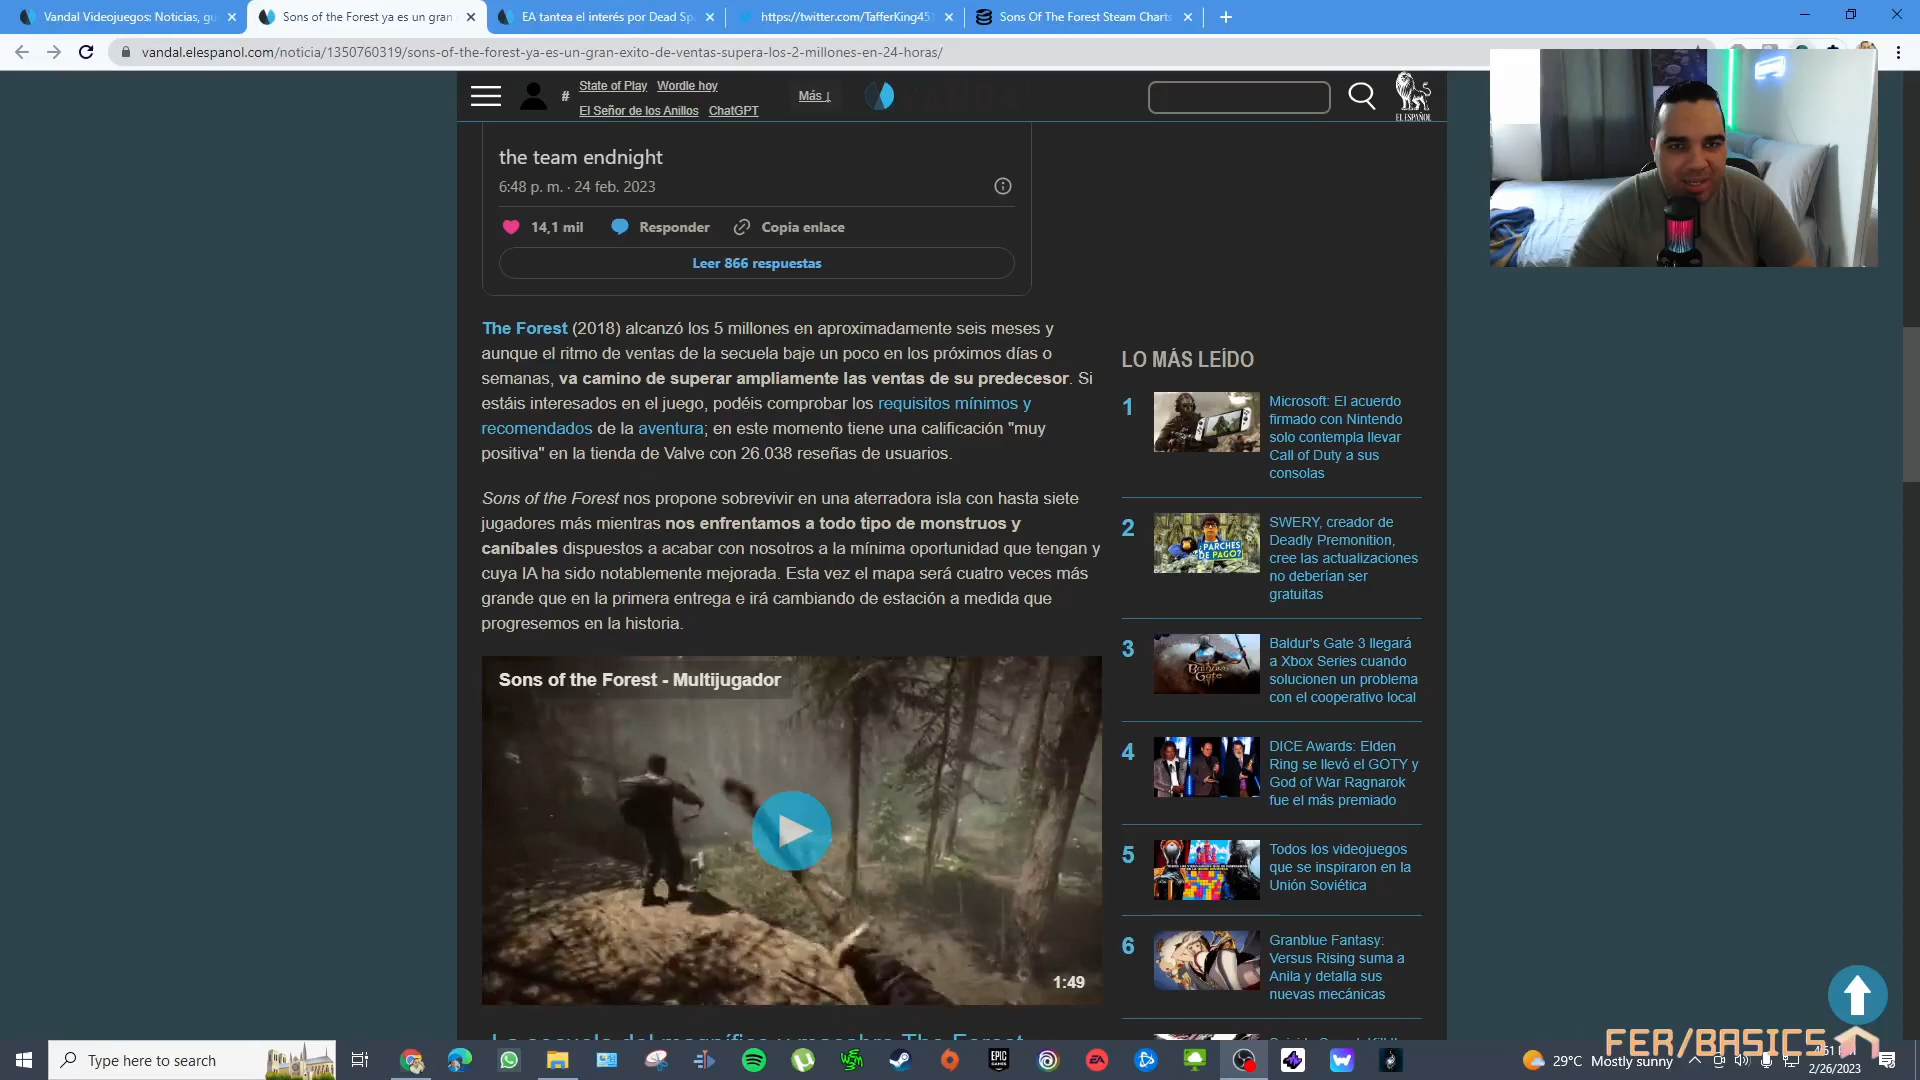 Vandal Videojuegos: Noticias, gu
Sons of the Forest ya es un gran
EA tantea el interés por Dead Sp
https://twitter.com/TafferKing451
Sons Of The Forest Steam Charts
vandal.elespanol.com/noticia/1350760319/sons-of-the-forest-ya-es-un-gran-exito-de-ventas-supera-los-2-millones-en-24-horas/
# State of Play Wordle hoy
El Señor de los Anillos ChatGPT
Más ↓
EL ESPAÑOL
the team endnight
6:48 p. m. · 24 feb. 2023
14,1 mil Responder Copia enlace
Leer 866 respuestas
The Forest (2018) alcanzó los 5 millones en aproximadamente seis meses y
aunque el ritmo de ventas de la secuela baje un poco en los próximos días o
semanas, va camino de superar ampliamente las ventas de su predecesor. Si
estáis interesados en el juego, podéis comprobar los requisitos mínimos y
recomendados de la aventura; en este momento tiene una calificación "muy
positiva" en la tienda de Valve con 26.038 reseñas de usuarios.
Sons of the Forest nos propone sobrevivir en una aterradora isla con hasta siete
jugadores más mientras nos enfrentamos a todo tipo de monstruos y
caníbales dispuestos a acabar con nosotros a la mínima oportunidad que tengan y
cuya IA ha sido notablemente mejorada. Esta vez el mapa será cuatro veces más
grande que en la primera entrega e irá cambiando de estación a medida que
progresemos en la historia.
Sons of the Forest - Multijugador
1:49
LO MÁS LEÍDO
1
Microsoft: El acuerdo
firmado con Nintendo
solo contempla llevar
Call of Duty a sus
consolas
2
¿PARCHES
DE PAGO?
SWERY, creador de
Deadly Premonition,
cree las actualizaciones
no deberían ser
gratuitas
3
BALDUR'S
GATE
Baldur's Gate 3 llegará
a Xbox Series cuando
solucionen un problema
con el cooperativo local
4
DICE Awards: Elden
Ring se llevó el GOTY y
God of War Ragnarok
fue el más premiado
5
Todos los videojuegos
que se inspiraron en la
Unión Soviética
6
Granblue Fantasy:
Versus Rising suma a
Anila y detalla sus
nuevas mecánicas
FER/BASICS
Type here to search
EPIC
GAMES
EA
29°C Mostly sunny
2/26/2023